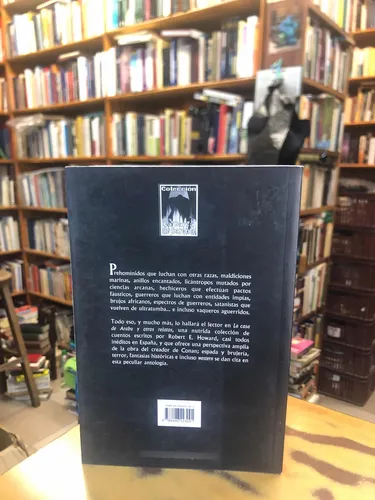 Colección
Prehomínidos que luchan con otras razas, maldiciones
marinas, anillos encantados, licántropos mutados por
ciencias arcanas, hechiceros que efectúan pactos
fáusticos, guerreros que luchan con entidades impías,
brujos africanos, espectros de guerreros, satanistas que
vuelven de ultratumba... e incluso vaqueros aguerridos.
Todo eso, y mucho más, lo hallará el lector en La casa
de Arabu y otros relatos, una nutrida colección de
cuentos escritos por Robert E. Howard, casi todos
inéditos en España, y que ofrece una perspectiva amplia
de la obra del creador de Conan; espada y brujería,
terror, fantasías históricas e incluso western se dan cita en
esta peculiar antología.